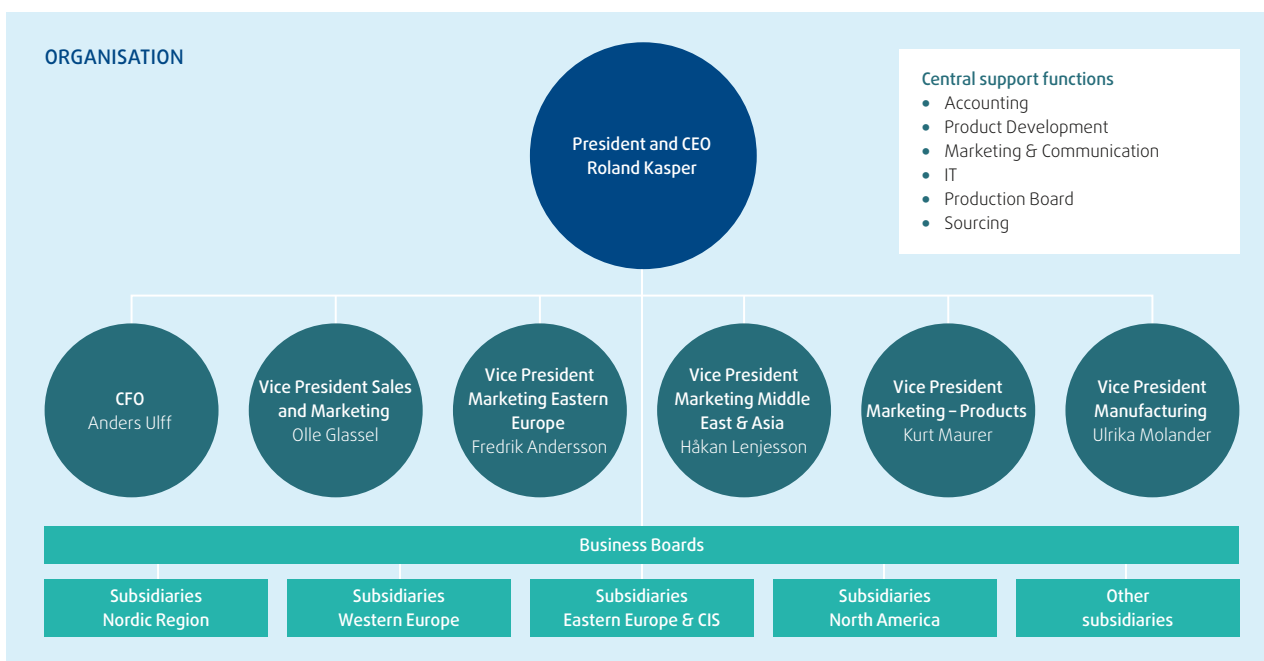 ORGANISATION
President and CEO
Roland Kasper
Central support functions
• Accounting
• Product Development
• Marketing & Communication
• IT
• Production Board
• Sourcing
CFO
Anders Ulff
Vice President Sales
and Marketing
Olle Glassel
Vice President
Marketing Eastern
Europe
Fredrik Andersson
Vice President
Marketing Middle
East & Asia
Håkan Lenjesson
Vice President
Marketing – Products
Kurt Maurer
Vice President
Manufacturing
Ulrika Molander
Business Boards
Subsidiaries
Nordic Region
Subsidiaries
Western Europe
Subsidiaries
Eastern Europe & CIS
Subsidiaries
North America
Other
subsidiaries